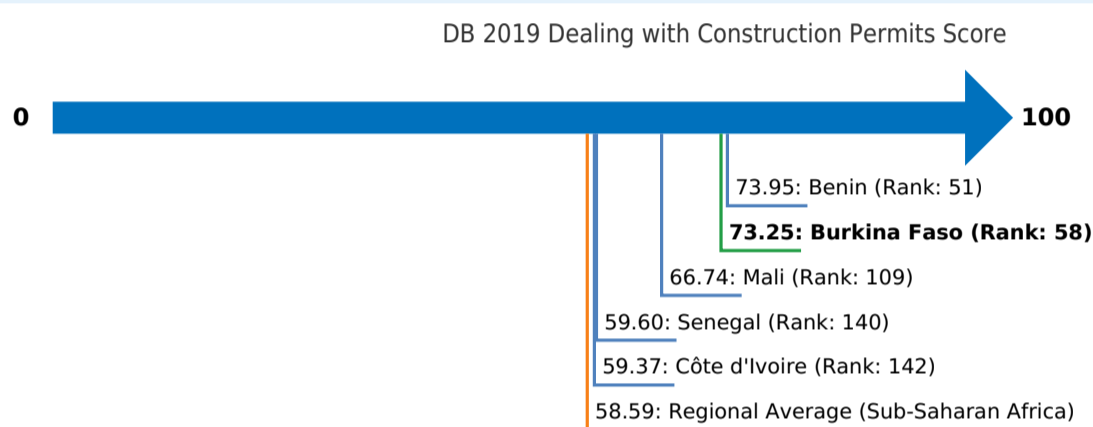 DB 2019 Dealing with Construction Permits Score
0 100
73.95: Benin (Rank: 51)
73.25: Burkina Faso (Rank: 58)
66.74: Mali (Rank: 109)
59.60: Senegal (Rank: 140)
59.37: Côte d'Ivoire (Rank: 142)
58.59: Regional Average (Sub-Saharan Africa)